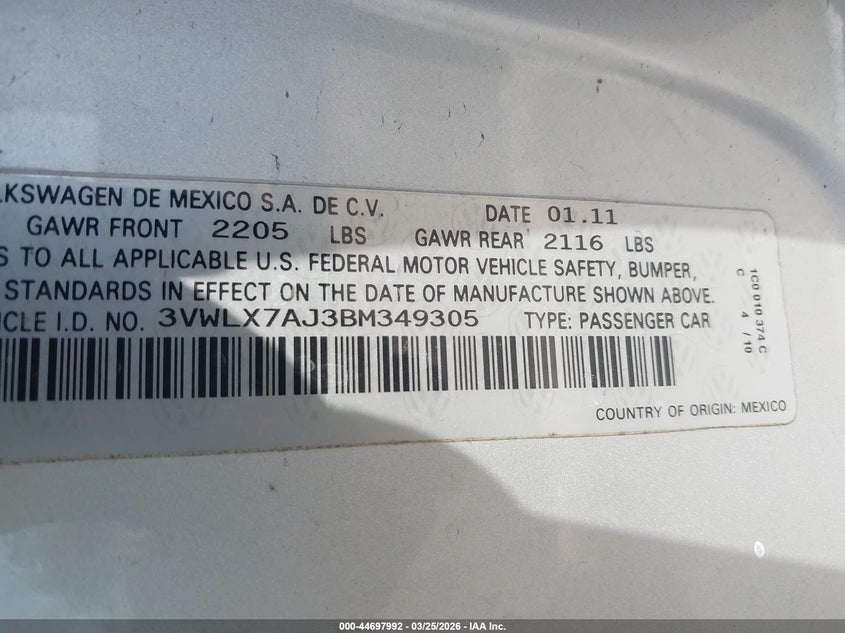 LKSWAGEN DE MEXICO S.A. DE C.V. DATE 01.11
GAWR FRONT 2205 LBS GAWR REAR 2116 LBS
S TO ALL APPLICABLE U.S. FEDERAL MOTOR VEHICLE SAFETY, BUMPER,
STANDARDS IN EFFECT ON THE DATE OF MANUFACTURE SHOWN ABOVE.
ICLE I.D. NO. 3VWLX7AJ3BM349305 TYPE: PASSENGER CAR
COUNTRY OF ORIGIN: MEXICO
1C0 010 374 C
C 4 /10
000-44697992 / 03/25/2026 - IAA Inc.